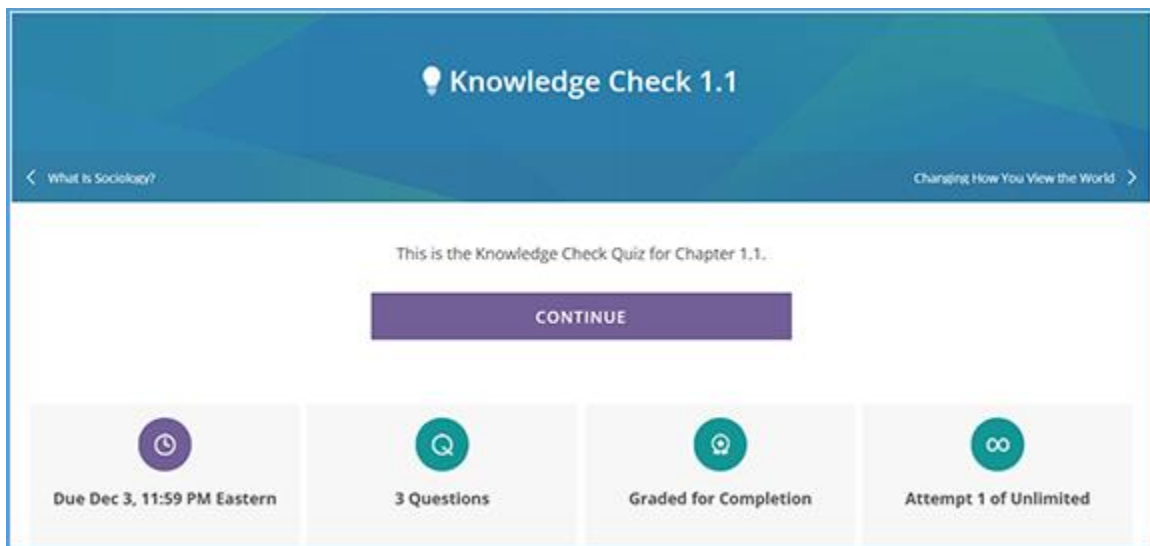 Knowledge Check 1.1
What Is Sociology?
Changing How You View the World
This is the Knowledge Check Quiz for Chapter 1.1.
CONTINUE
Due Dec 3, 11:59 PM Eastern
3 Questions
Graded for Completion
Attempt 1 of Unlimited